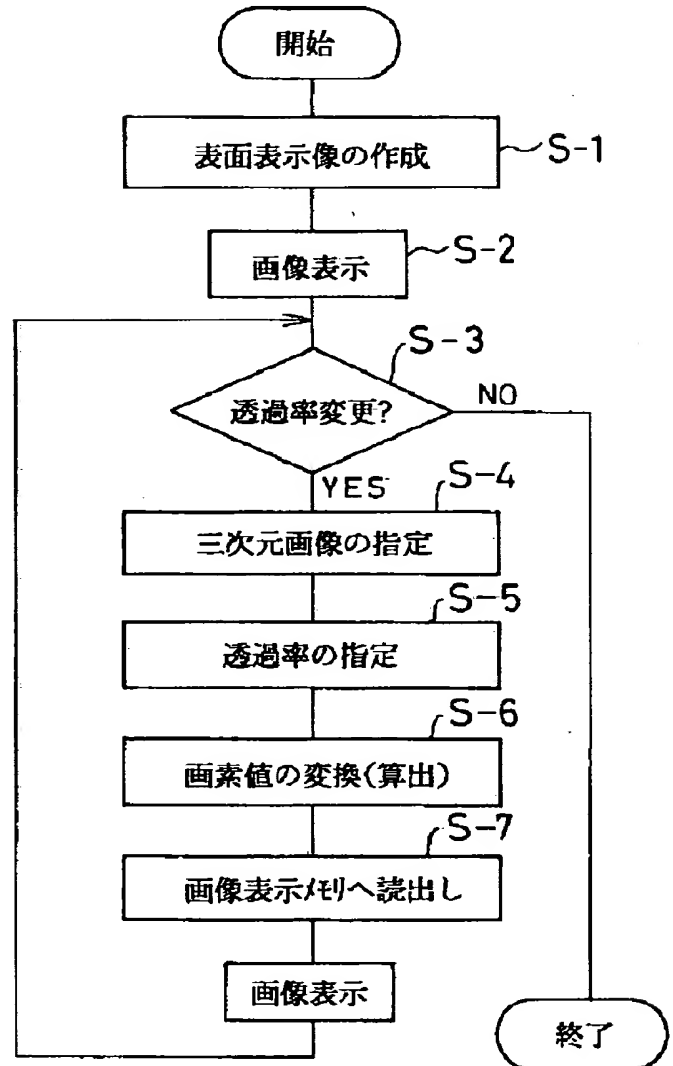 開始
表面表示像の作成
S-1
画像表示
S-2
S-3
透過率変更?
NO
YES
S-4
三次元画像の指定
S-5
透過率の指定
S-6
画素値の変換(算出)
S-7
画像表示メモリへ読出し
画像表示
終了